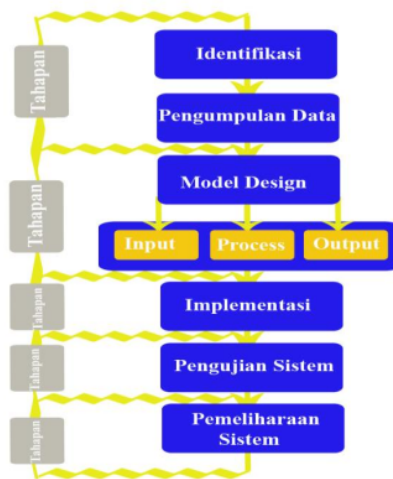 Tahapan
Identifikasi
Pengumpulan Data
Tahapan
Model Design
Input Process Output
Tahapan
Implementasi
Tahapan
Pengujian Sistem
Tahapan
Pemeliharaan
Sistem